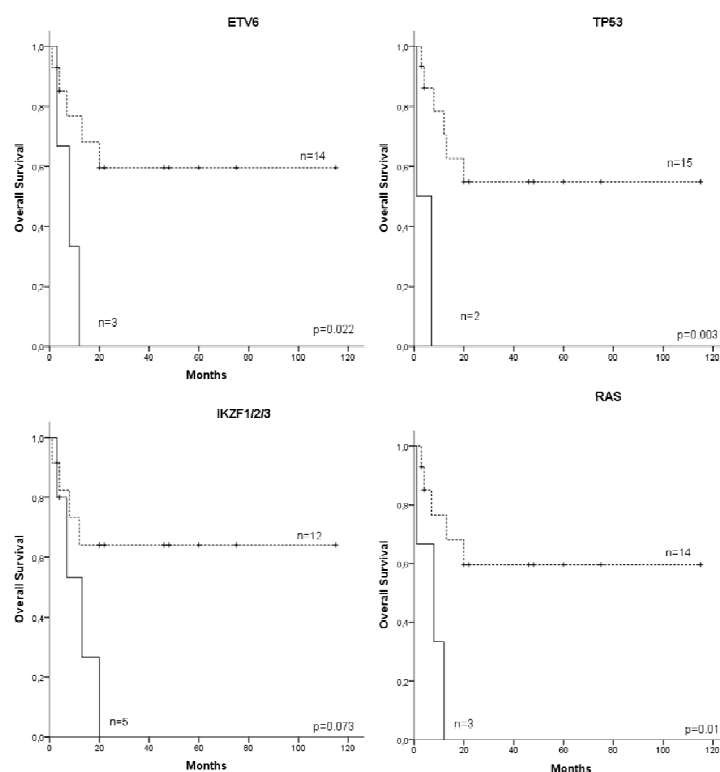 ETV6
Overall Survival
1,0
0,8
0,6
0,4
0,2
0,0
n=14
n=3
p=0.022
0 20 40 60 80 100 120
Months
TP53
Overall Survival
1,0
0,8
0,6
0,4
0,2
0,0
n=15
n=2
p=0.003
0 20 40 60 80 100 120
IKZF1/2/3
Overall Survival
1,0
0,8
0,6
0,4
0,2
0,0
n=12
n=5
p=0.073
0 20 40 60 80 100 120
Months
RAS
Overall Survival
1,0
0,8
0,6
0,4
0,2
0,0
n=14
n=3
p=0.01
0 20 40 60 80 100 120
Months